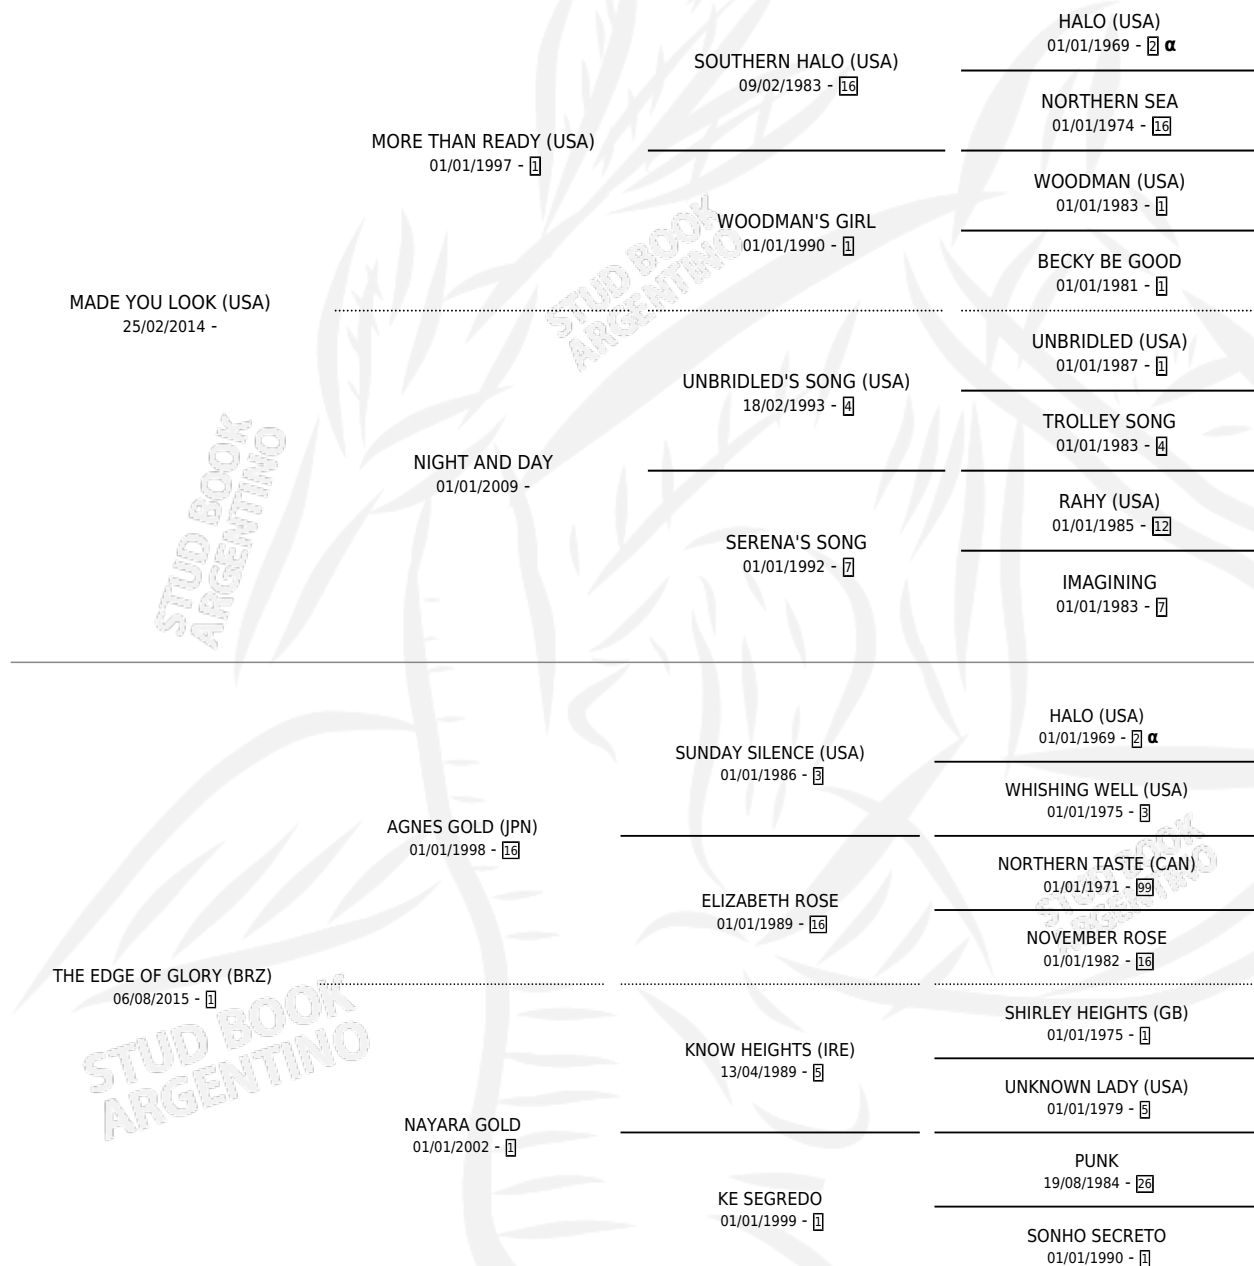 HALO (USA)
01/01/1969 - 2 α
SOUTHERN HALO (USA)
09/02/1983 - 16
NORTHERN SEA
01/01/1974 - 16
MORE THAN READY (USA)
01/01/1997 - 1
WOODMAN (USA)
01/01/1983 - 1
WOODMAN'S GIRL
01/01/1990 - 1
BECKY BE GOOD
01/01/1981 - 1
MADE YOU LOOK (USA)
25/02/2014 -
UNBRIDLED (USA)
01/01/1987 - 1
UNBRIDLED'S SONG (USA)
18/02/1993 - 4
TROLLEY SONG
01/01/1983 - 4
NIGHT AND DAY
01/01/2009 -
RAHY (USA)
01/01/1985 - 12
SERENA'S SONG
01/01/1992 - 7
IMAGINING
01/01/1983 - 7
HALO (USA)
01/01/1969 - 2 α
SUNDAY SILENCE (USA)
01/01/1986 - 3
WHISHING WELL (USA)
01/01/1975 - 3
AGNES GOLD (JPN)
01/01/1998 - 16
NORTHERN TASTE (CAN)
01/01/1971 - 99
ELIZABETH ROSE
01/01/1989 - 16
NOVEMBER ROSE
01/01/1982 - 16
THE EDGE OF GLORY (BRZ)
06/08/2015 - 1
SHIRLEY HEIGHTS (GB)
01/01/1975 - 1
KNOW HEIGHTS (IRE)
13/04/1989 - 5
UNKNOWN LADY (USA)
01/01/1979 - 5
NAYARA GOLD
01/01/2002 - 1
PUNK
19/08/1984 - 26
KE SEGREDO
01/01/1999 - 1
SONHO SECRETO
01/01/1990 - 1
STUD BOOK
ARGENTINO
STUD BOOK
ARGENTINO
STUD BOOK
ARGENTINO
STUD BOOK
ARGENTINO